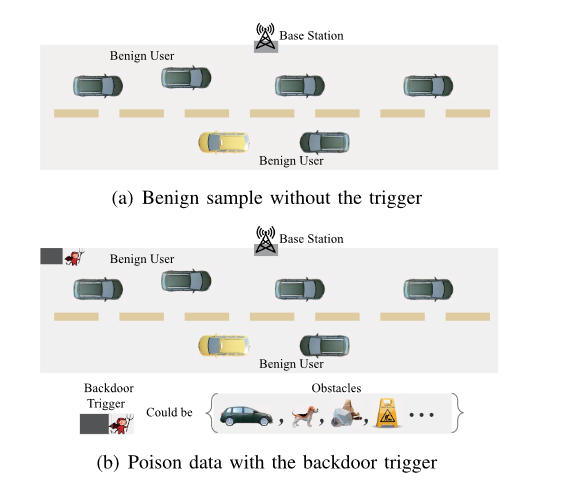 Base Station
Benign User
Benign User
(a) Benign sample without the trigger
Base Station
Benign User
Benign User
Backdoor
Trigger
Could be
Obstacles
{ , , , ••• }
(b) Poison data with the backdoor trigger